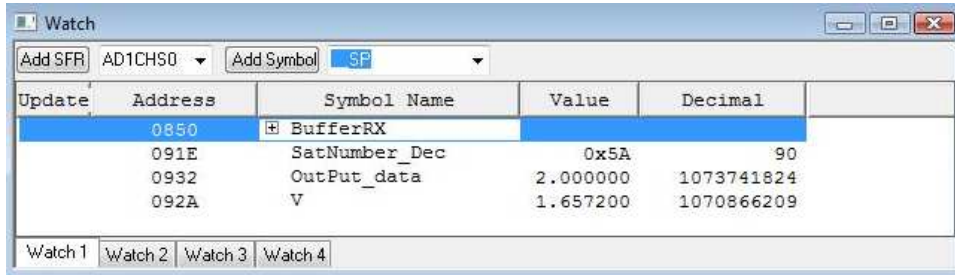 Watch
Add SFR AD1CHS0 Add Symbol __SP
Update Address Symbol Name Value Decimal
0850 BufferRX
091E SatNumber_Dec 0x5A 90
0932 OutPut_data 2.000000 1073741824
092A V 1.657200 1070866209
Watch 1 Watch 2 Watch 3 Watch 4